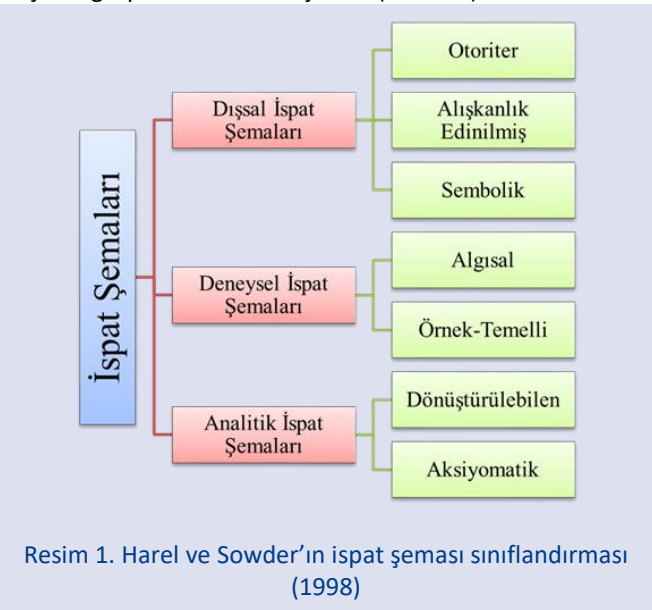 İspat Şemaları
Dışsal İspat
Şemaları
Otoriter
Alışkanlık
Edinilmiş
Sembolik
Deneysel İspat
Şemaları
Algısal
Örnek-Temelli
Analitik İspat
Şemaları
Dönüştürülebilen
Aksiyomatik
Resim 1. Harel ve Sowder’ın ispat şeması sınıflandırması
(1998)